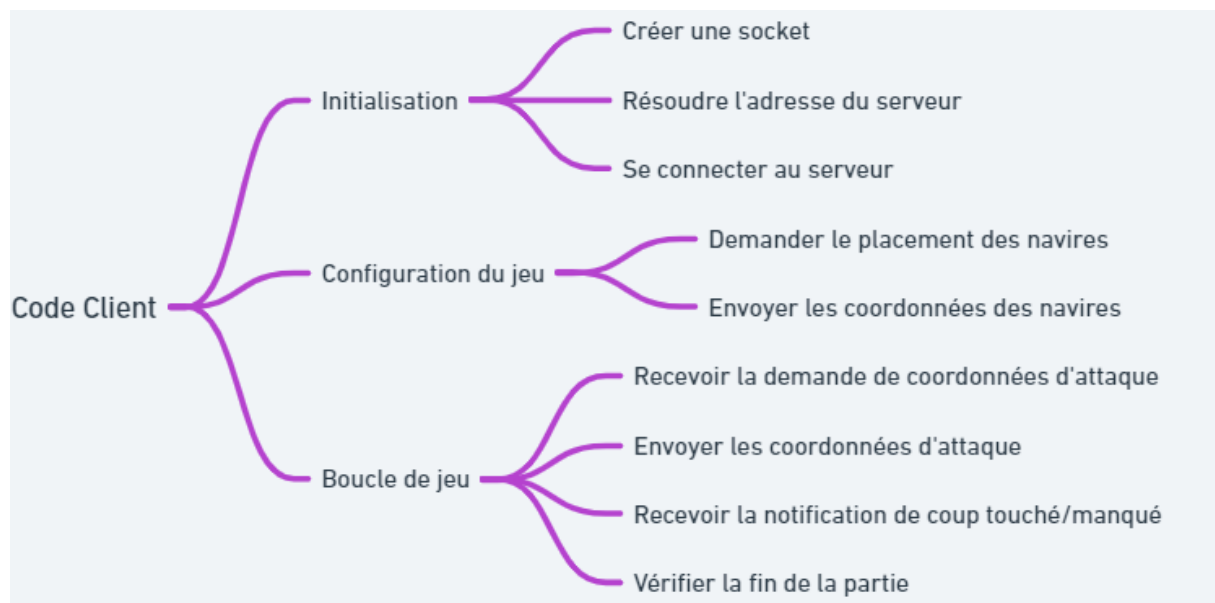 Code Client
Initialisation
Créer une socket
Résoudre l'adresse du serveur
Se connecter au serveur
Configuration du jeu
Demander le placement des navires
Envoyer les coordonnées des navires
Boucle de jeu
Recevoir la demande de coordonnées d'attaque
Envoyer les coordonnées d'attaque
Recevoir la notification de coup touché/manqué
Vérifier la fin de la partie